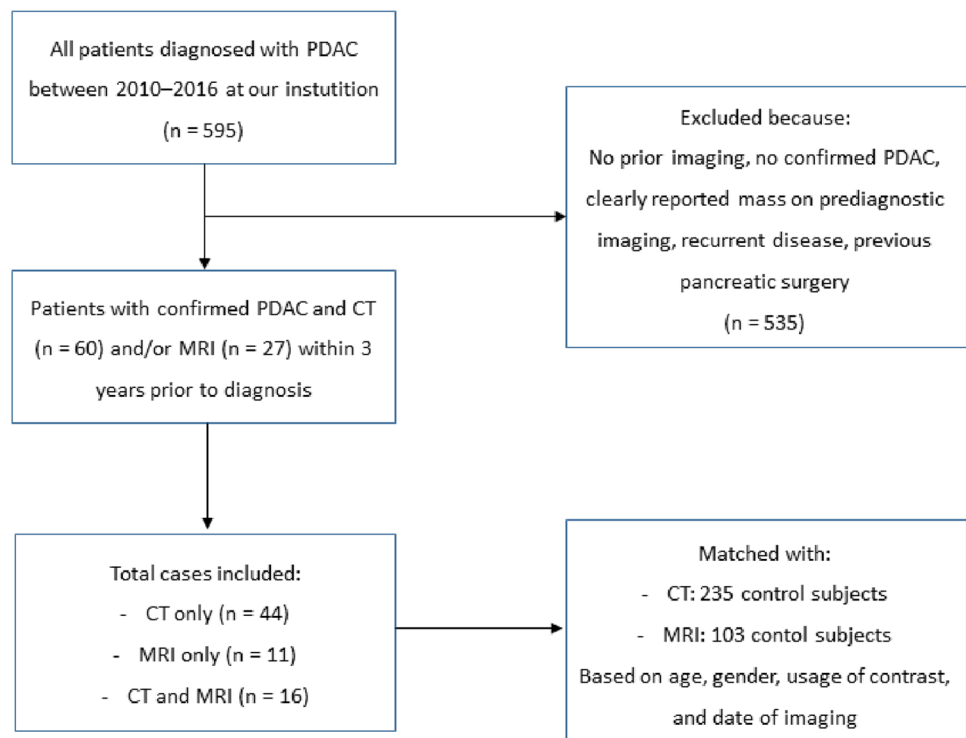 All patients diagnosed with PDAC
between 2010–2016 at our instutition
(n = 595)
Excluded because:
No prior imaging, no confirmed PDAC,
clearly reported mass on prediagnostic
imaging, recurrent disease, previous
pancreatic surgery
(n = 535)
Patients with confirmed PDAC and CT
(n = 60) and/or MRI (n = 27) within 3
years prior to diagnosis
Total cases included:
- CT only (n = 44)
- MRI only (n = 11)
- CT and MRI (n = 16)
Matched with:
- CT: 235 control subjects
- MRI: 103 contol subjects
Based on age, gender, usage of contrast,
and date of imaging